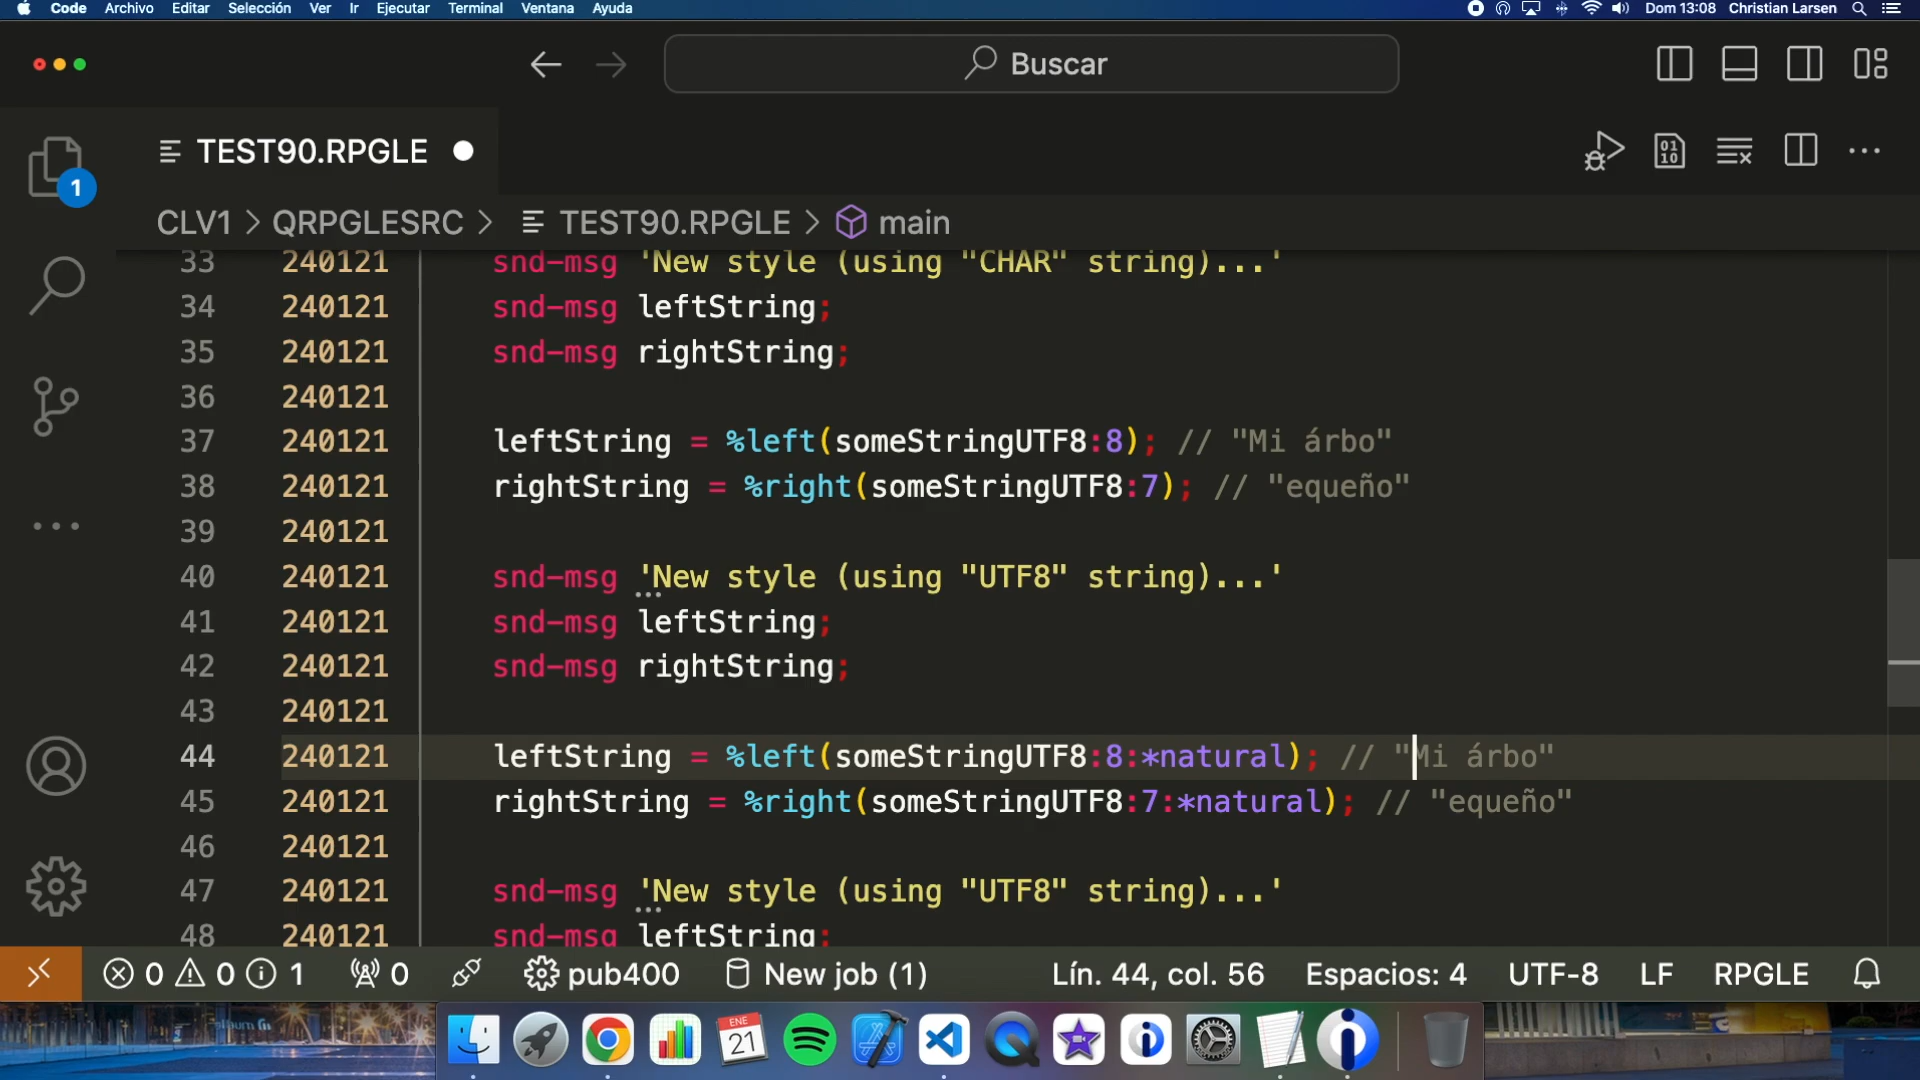 Code Archivo Editar Selección Ver Ir Ejecutar Terminal Ventana Ayuda Dom 13:08 Christian Larsen
Buscar
1
TEST90.RPGLE
CLV1 > QRPGLESRC > TEST90.RPGLE > main
33 240121 snd-msg 'New style (using "CHAR" string)...'
34 240121 snd-msg leftString;
35 240121 snd-msg rightString;
36 240121
37 240121 leftString = %left(someStringUTF8:8); // "Mi árbo"
38 240121 rightString = %right(someStringUTF8:7); // "equeño"
39 240121
40 240121 snd-msg 'New style (using "UTF8" string)...'
41 240121 snd-msg leftString;
42 240121 snd-msg rightString;
43 240121
44 240121 leftString = %left(someStringUTF8:8:*natural); // "Mi árbo"
45 240121 rightString = %right(someStringUTF8:7:*natural); // "equeño"
46 240121
47 240121 snd-msg 'New style (using "UTF8" string)...'
48 240121 snd-msg leftString;
0 0 1 0 pub400 New job (1) Lín. 44, col. 56 Espacios: 4 UTF-8 LF RPGLE
ENE
21